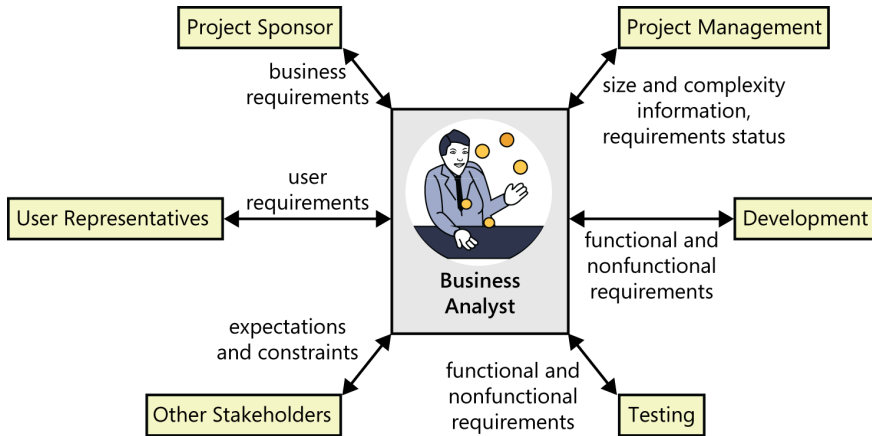 Project Sponsor
Project Management
business
requirements
size and complexity
information,
requirements status
user
requirements
User Representatives
Development
functional and
nonfunctional
requirements
Business
Analyst
expectations
and constraints
functional and
nonfunctional
requirements
Other Stakeholders
Testing